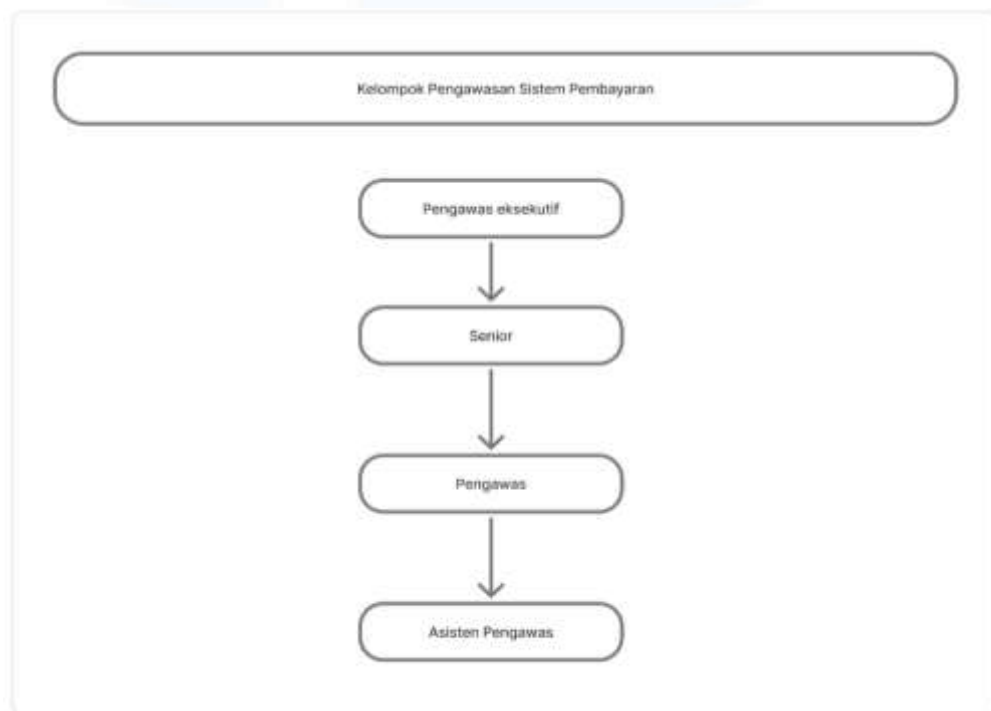 Kelompok Pengawasan Sistem Pembayaran
Pengawas eksekutif
Senior
Pengawas
Asisten Pengawas